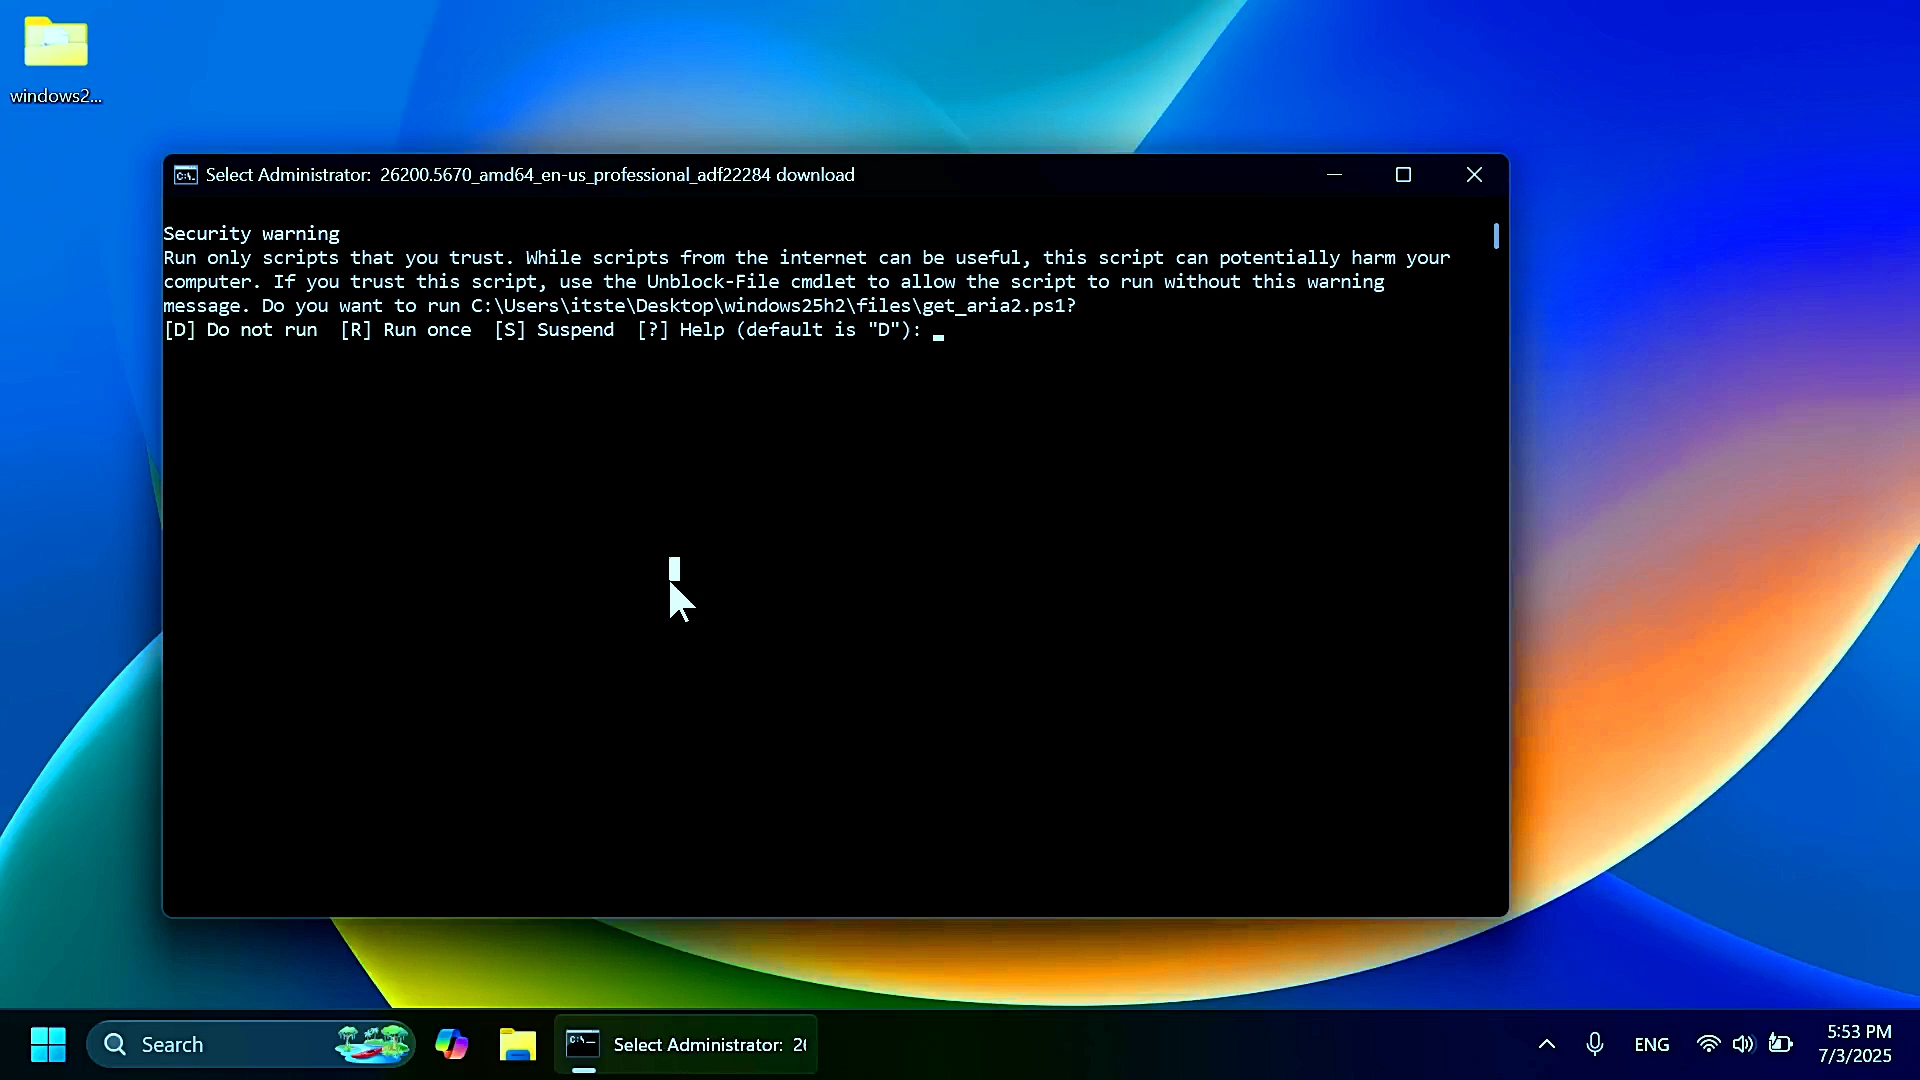 windows2...
Select Administrator:  26200.5670_amd64_en-us_professional_adf22284 download
Security warning
Run only scripts that you trust. While scripts from the internet can be useful, this script can potentially harm your
computer. If you trust this script, use the Unblock-File cmdlet to allow the script to run without this warning
message. Do you want to run C:\Users\itste\Desktop\windows25h2\files\get_aria2.ps1?
[D] Do not run  [R] Run once  [S] Suspend  [?] Help (default is "D"):
Search
Select Administrator:  2
ENG
5:53 PM
7/3/2025